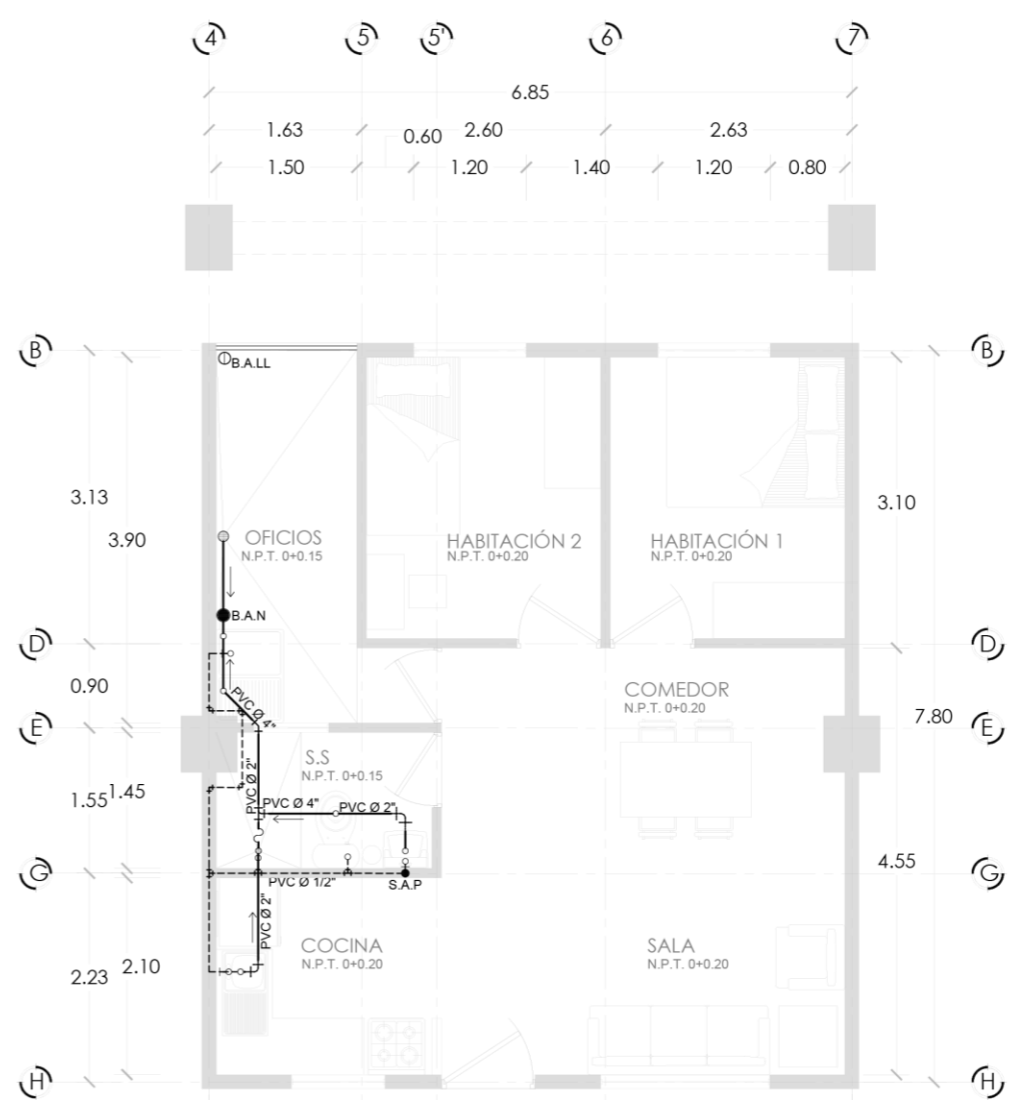 4 5 5' 6 7
6.85
1.63 2.60 2.63
0.60
1.50 1.20 1.40 1.20 0.80
B B
B.A.LL
3.13 3.10
3.90
OFICIOS HABITACIÓN 2 HABITACIÓN 1
N.P.T. 0+0.15 N.P.T. 0+0.20 N.P.T. 0+0.20
B.A.N
D D
0.90
COMEDOR
N.P.T. 0+0.20
PVC Ø 4"
7.80
E E
S.S
N.P.T. 0+0.15
PVC Ø 2"
1.55 1.45
PVC Ø 4" PVC Ø 2"
4.55
G G
PVC Ø 1/2" S.A.P
PVC Ø 2"
COCINA SALA
N.P.T. 0+0.20 N.P.T. 0+0.20
2.23 2.10
H H